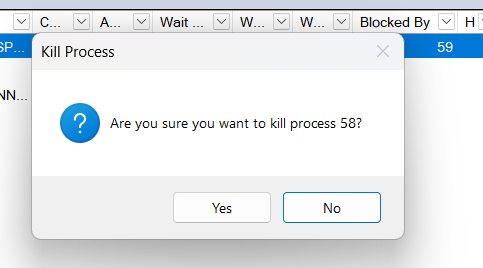 C... A... Wait ... W... W... Blocked By H
SP... 59
Kill Process
NN...
Are you sure you want to kill process 58?
Yes No